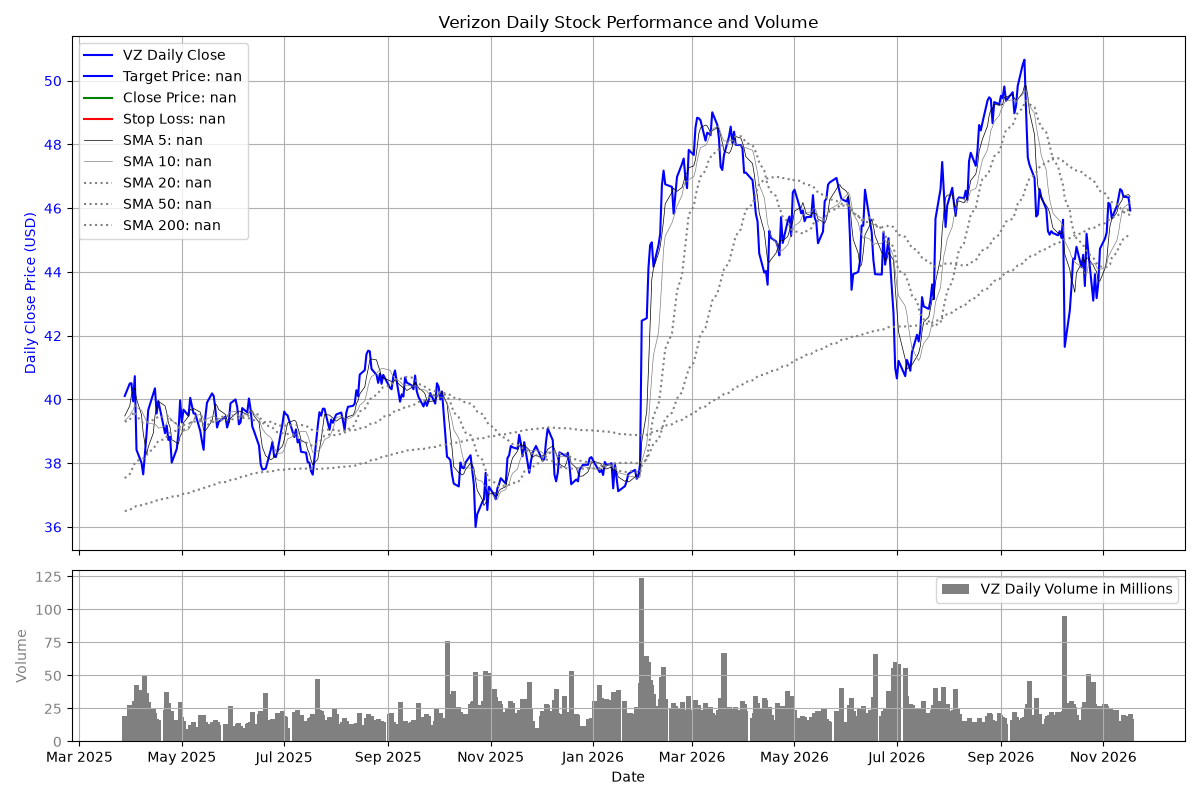 Verizon Daily Stock Performance and Volume
VZ Daily Close
Target Price: nan
Close Price: nan
Stop Loss: nan
SMA 5: nan
SMA 10: nan
SMA 20: nan
SMA 50: nan
SMA 200: nan
Daily Close Price (USD)
50
48
46
44
42
40
38
36
VZ Daily Volume in Millions
Volume
125
100
75
50
25
0
Mar 2025 May 2025 Jul 2025 Sep 2025 Nov 2025 Jan 2026 Mar 2026 May 2026 Jul 2026 Sep 2026 Nov 2026
Date